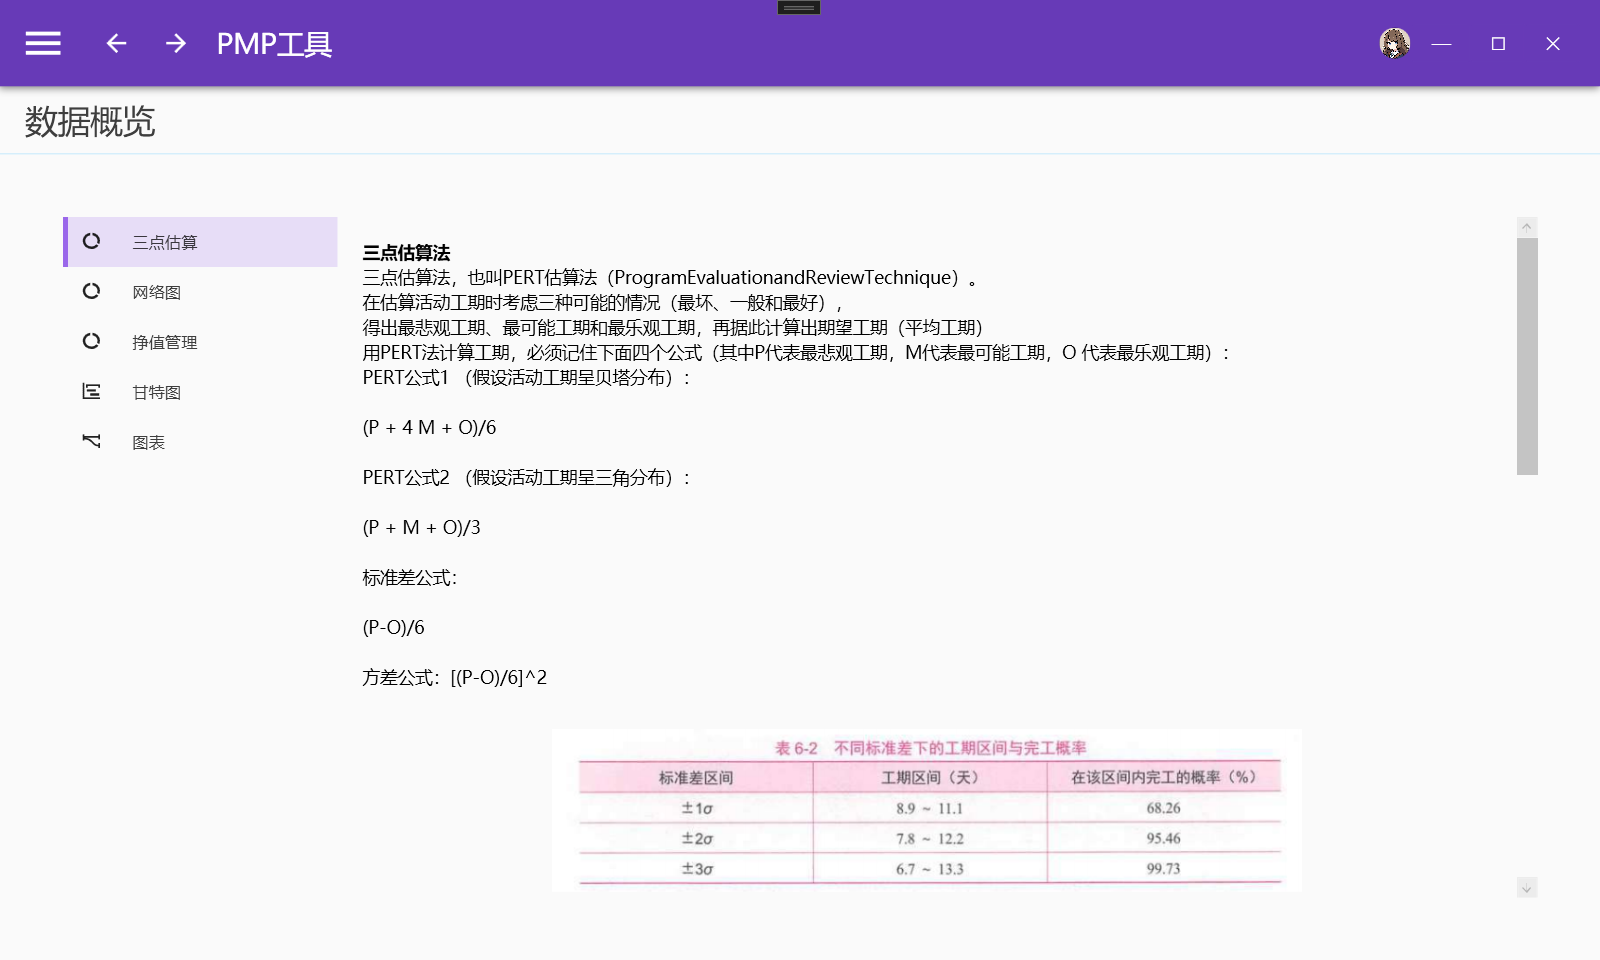 PMP工具
数据概览
三点估算
网络图
挣值管理
甘特图
图表
三点估算法
三点估算法，也叫PERT估算法（ProgramEvaluationandReviewTechnique）。
在估算活动工期时考虑三种可能的情况（最坏、一般和最好），
得出最悲观工期、最可能工期和最乐观工期，再据此计算出期望工期（平均工期）
用PERT法计算工期，必须记住下面四个公式（其中P代表最悲观工期，M代表最可能工期，O 代表最乐观工期）：
PERT公式1 （假设活动工期呈贝塔分布）：
(P + 4 M + O)/6
PERT公式2 （假设活动工期呈三角分布）：
(P + M + O)/3
标准差公式：
(P-O)/6
方差公式：[(P-O)/6]^2
表 6-2 不同标准差下的工期区间与完工概率
标准差区间 工期区间（天） 在该区间内完工的概率（%）
±1σ 8.9 ~ 11.1 68.26
±2σ 7.8 ~ 12.2 95.46
±3σ 6.7 ~ 13.3 99.73